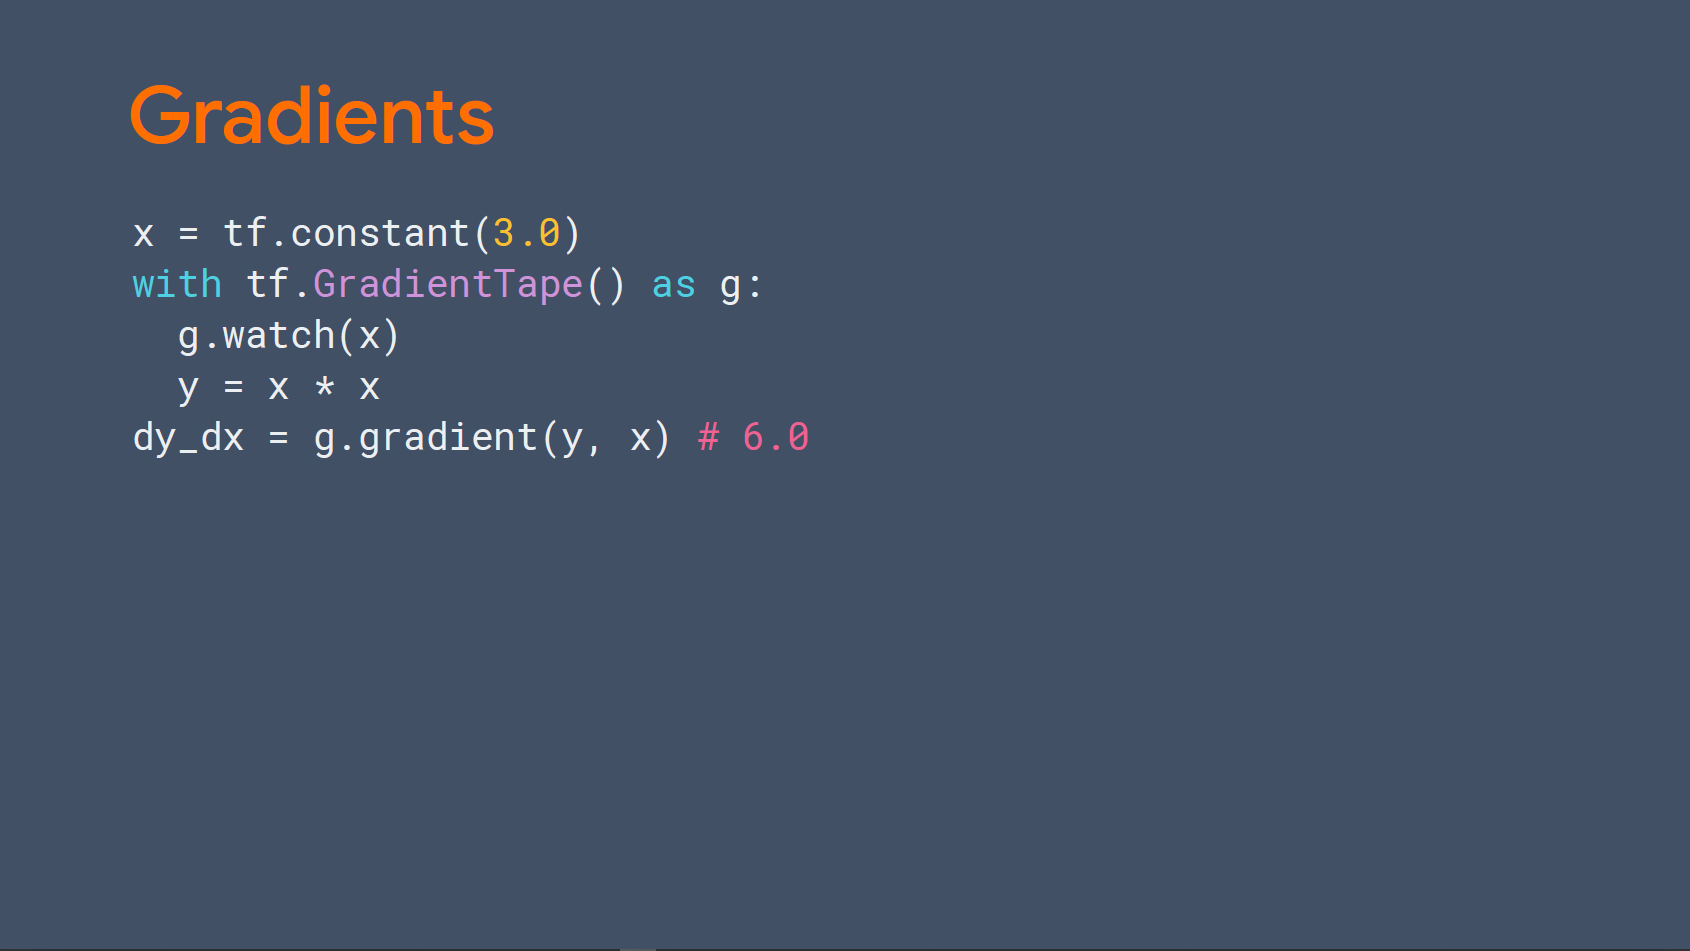 Gradients
x = tf.constant(3.0)
with tf.GradientTape() as g:
  g.watch(x)
  y = x * x
dy_dx = g.gradient(y, x) # 6.0